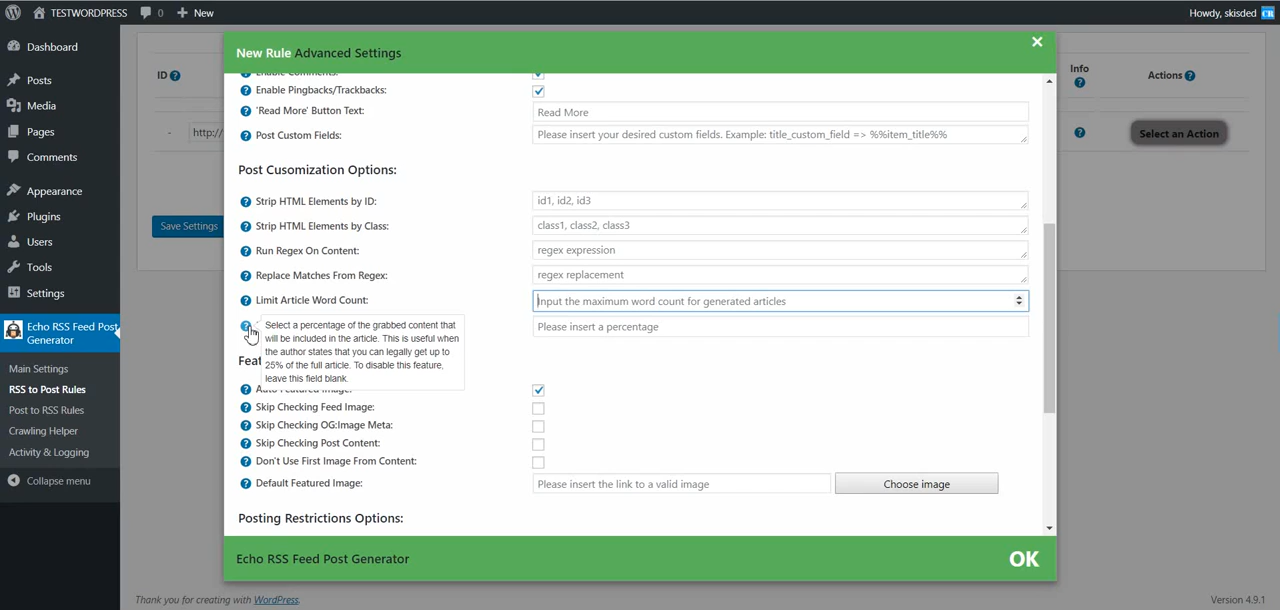 TESTWORDPRESS 0 New
Howdy, skisded CR
Dashboard
Posts
Media
Pages
Comments
Appearance
Plugins
Users
Tools
Settings
Echo RSS Feed Post
Generator
Main Settings
RSS to Post Rules
Post to RSS Rules
Crawling Helper
Activity & Logging
Collapse menu
ID ?
- http://
Save Settings
New Rule Advanced Settings ×
? Enable Comments:
? Enable Pingbacks/Trackbacks:
? 'Read More' Button Text: Read More
? Post Custom Fields: Please insert your desired custom fields. Example: title_custom_field => %%item_title%%
Post Cusomization Options:
? Strip HTML Elements by ID: id1, id2, id3
? Strip HTML Elements by Class: class1, class2, class3
? Run Regex On Content: regex expression
? Replace Matches From Regex: regex replacement
? Limit Article Word Count: Input the maximum word count for generated articles
Please insert a percentage
Select a percentage of the grabbed content that
will be included in the article. This is useful when
the author states that you can legally get up to
25% of the full article. To disable this feature,
leave this field blank.
Feat
? Auto Featured Image:
? Skip Checking Feed Image:
? Skip Checking OG:Image Meta:
? Skip Checking Post Content:
? Don't Use First Image From Content:
? Default Featured Image: Please insert the link to a valid image Choose image
Posting Restrictions Options:
Echo RSS Feed Post Generator OK
Info
?
Actions ?
?
Select an Action
Thank you for creating with WordPress.
Version 4.9.1